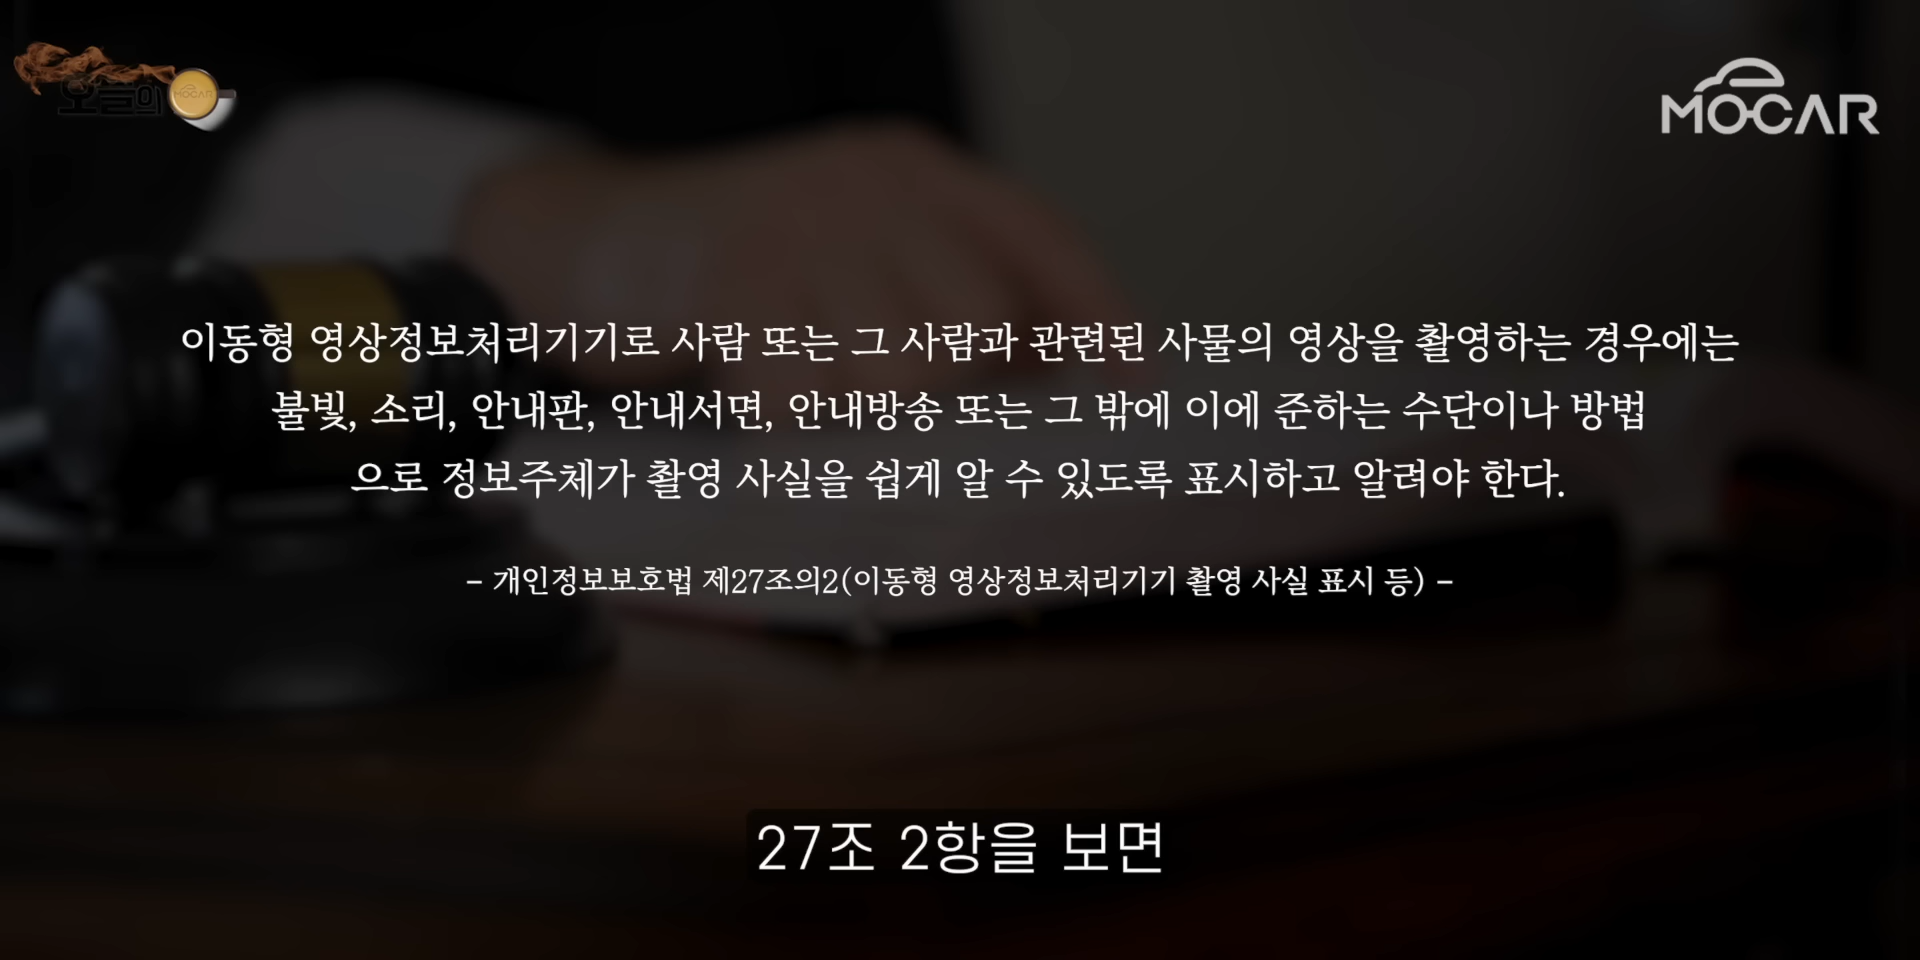 오늘의
MOCAR
MOCAR
이동형 영상정보처리기기로 사람 또는 그 사람과 관련된 사물의 영상을 촬영하는 경우에는
불빛, 소리, 안내판, 안내서면, 안내방송 또는 그 밖에 이에 준하는 수단이나 방법
으로 정보주체가 촬영 사실을 쉽게 알 수 있도록 표시하고 알려야 한다.
– 개인정보보호법 제27조의2(이동형 영상정보처리기기 촬영 사실 표시 등) –
27조 2항을 보면